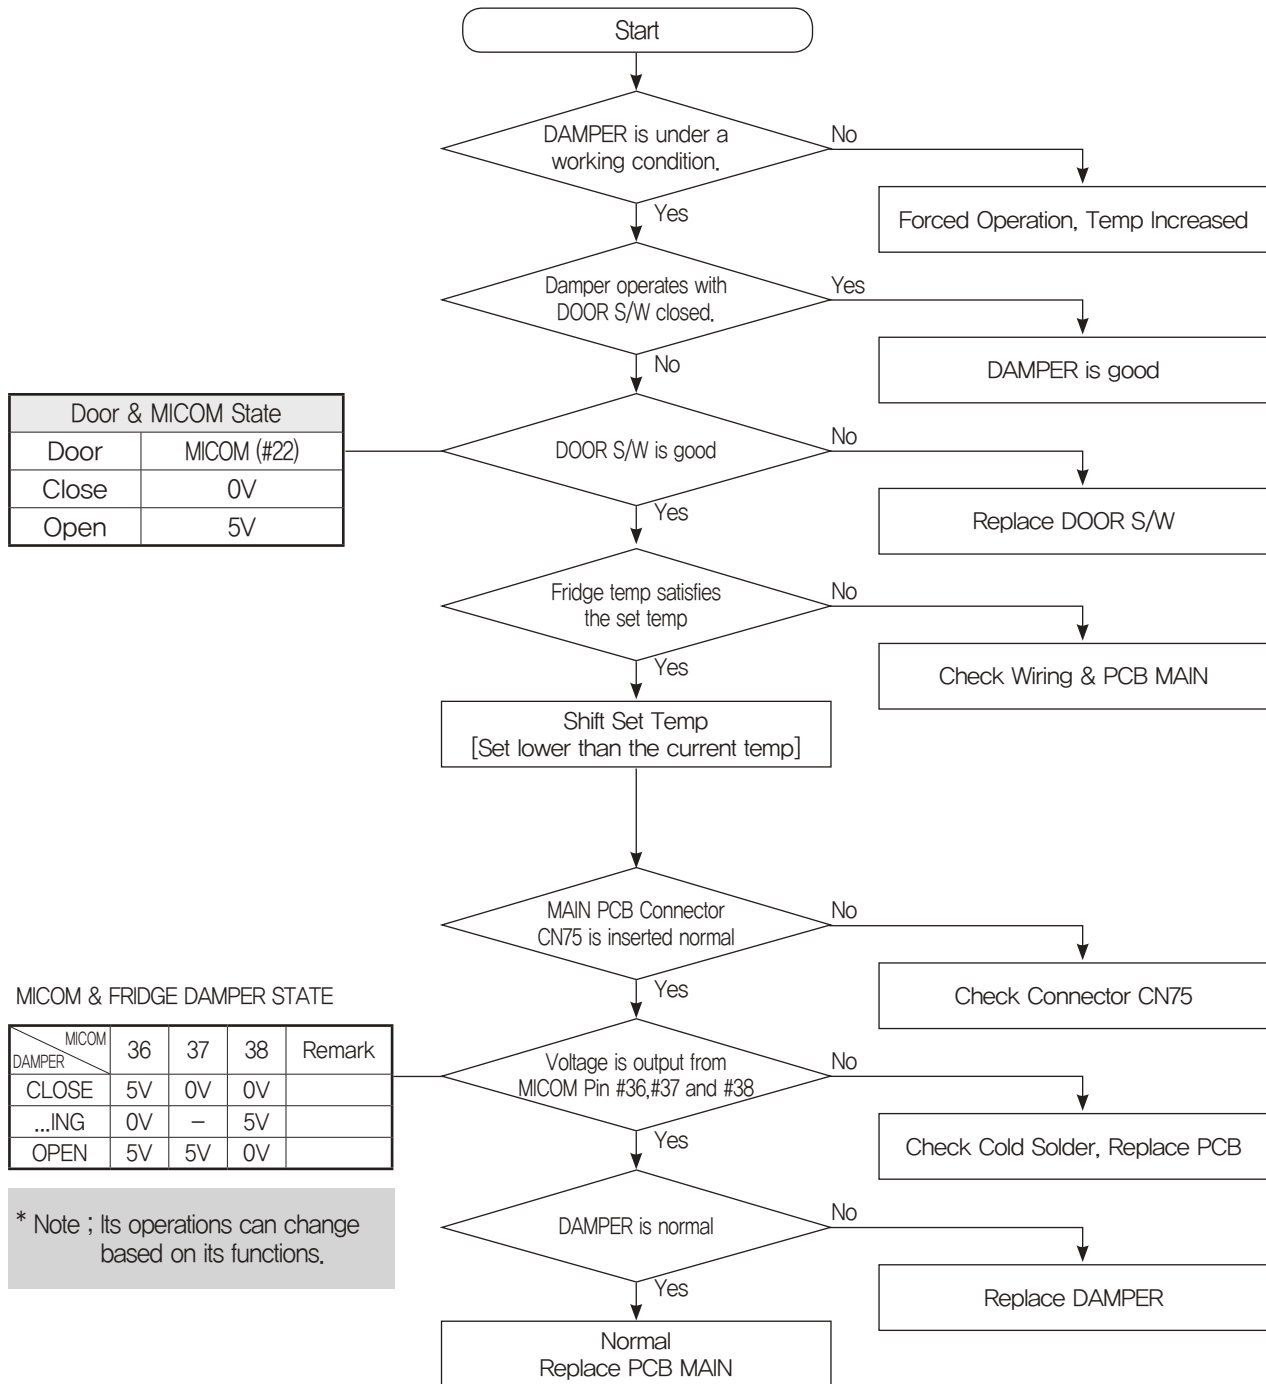 Start
DAMPER is under a
working condition.
No
Forced Operation, Temp Increased
Yes
Damper operates with
DOOR S/W closed.
Yes
DAMPER is good
No
Door & MICOM State
Door MICOM (#22)
Close 0V
Open 5V
DOOR S/W is good
No
Replace DOOR S/W
Yes
Fridge temp satisfies
the set temp
No
Check Wiring & PCB MAIN
Yes
Shift Set Temp
[Set lower than the current temp]
MAIN PCB Connector
CN75 is inserted normal
No
Check Connector CN75
Yes
MICOM & FRIDGE DAMPER STATE
MICOM
DAMPER
36 37 38 Remark
CLOSE 5V 0V 0V
...ING 0V – 5V
OPEN 5V 5V 0V
Voltage is output from
MICOM Pin #36,#37 and #38
No
Check Cold Solder, Replace PCB
Yes
* Note ; Its operations can change
based on its functions.
DAMPER is normal
No
Replace DAMPER
Yes
Normal
Replace PCB MAIN